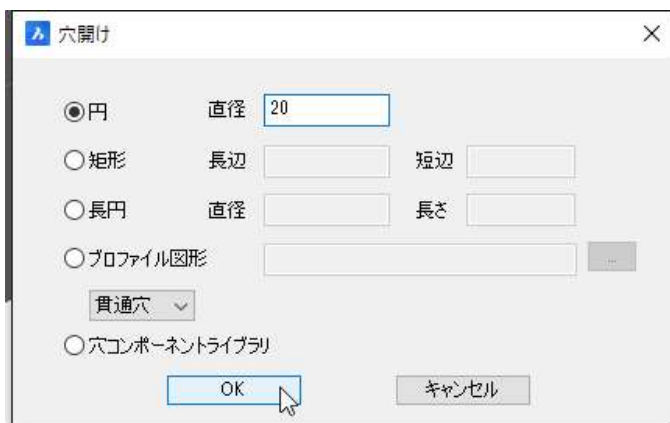 穴開け
円 直径 20
矩形 長辺 短辺
長円 直径 長さ
プロファイル図形 ...
貫通穴
穴コンポーネントライブラリ
OK キャンセル